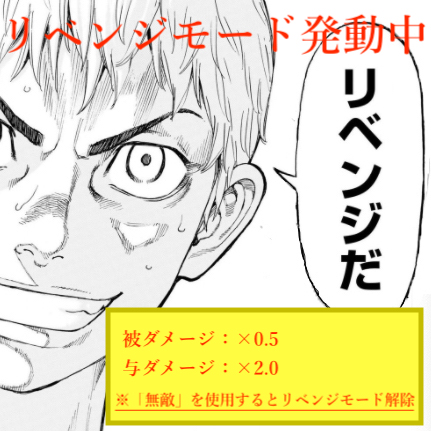 リベンジモード発動中
リベンジだ
被ダメージ：×0.5
与ダメージ：×2.0
※「無敵」を使用するとリベンジモード解除